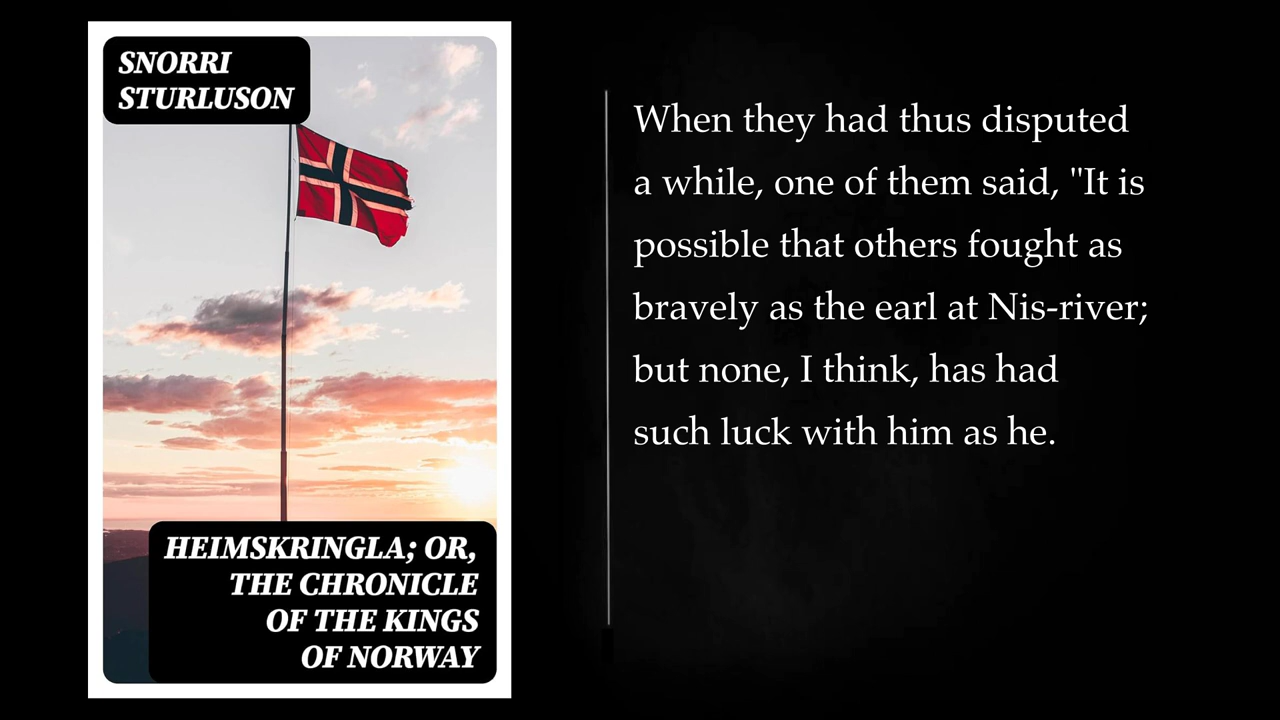 SNORRI
STURLUSON
HEIMSKRINGLA; OR,
THE CHRONICLE
OF THE KINGS
OF NORWAY
When they had thus disputed
a while, one of them said, "It is
possible that others fought as
bravely as the earl at Nis-river;
but none, I think, has had
such luck with him as he.